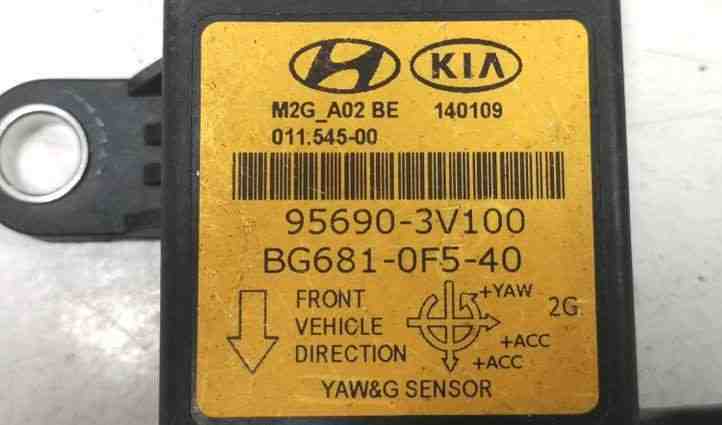 KIA
M2G_A02 BE 140109
011.545-00
95690-3V100
BG681-0F5-40
FRONT
VEHICLE
DIRECTION
+YAW
2G
+ACC
+ACC
YAW&G SENSOR